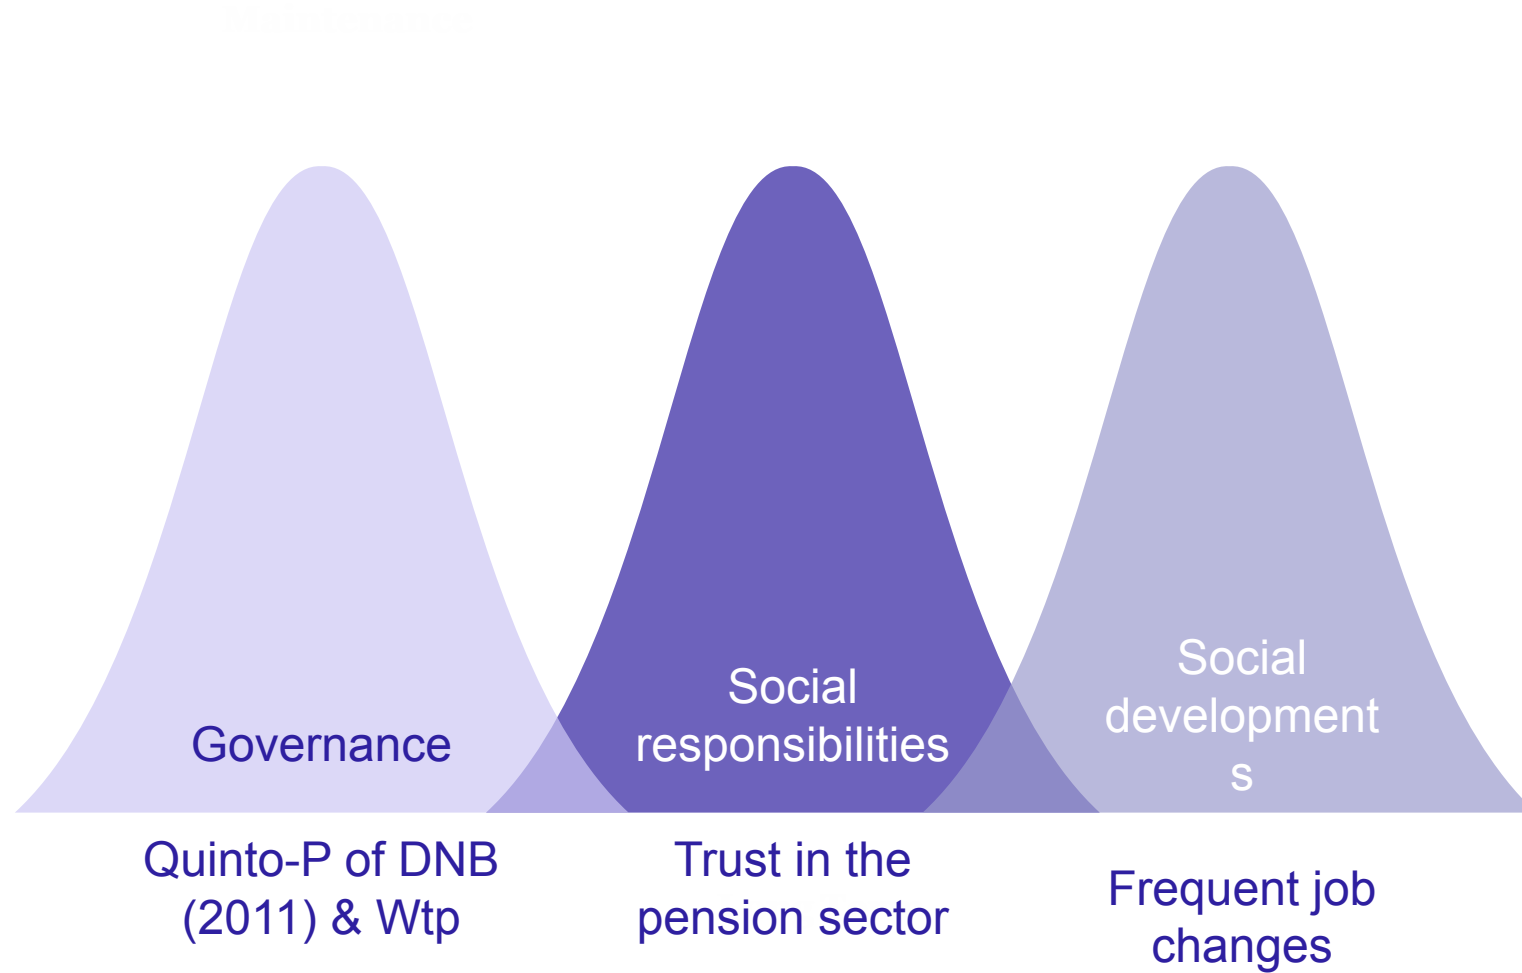 Governance
Social
responsibilities
Social
development
s
Quinto-P of DNB
(2011) & Wtp
Trust in the
pension sector
Frequent job
changes